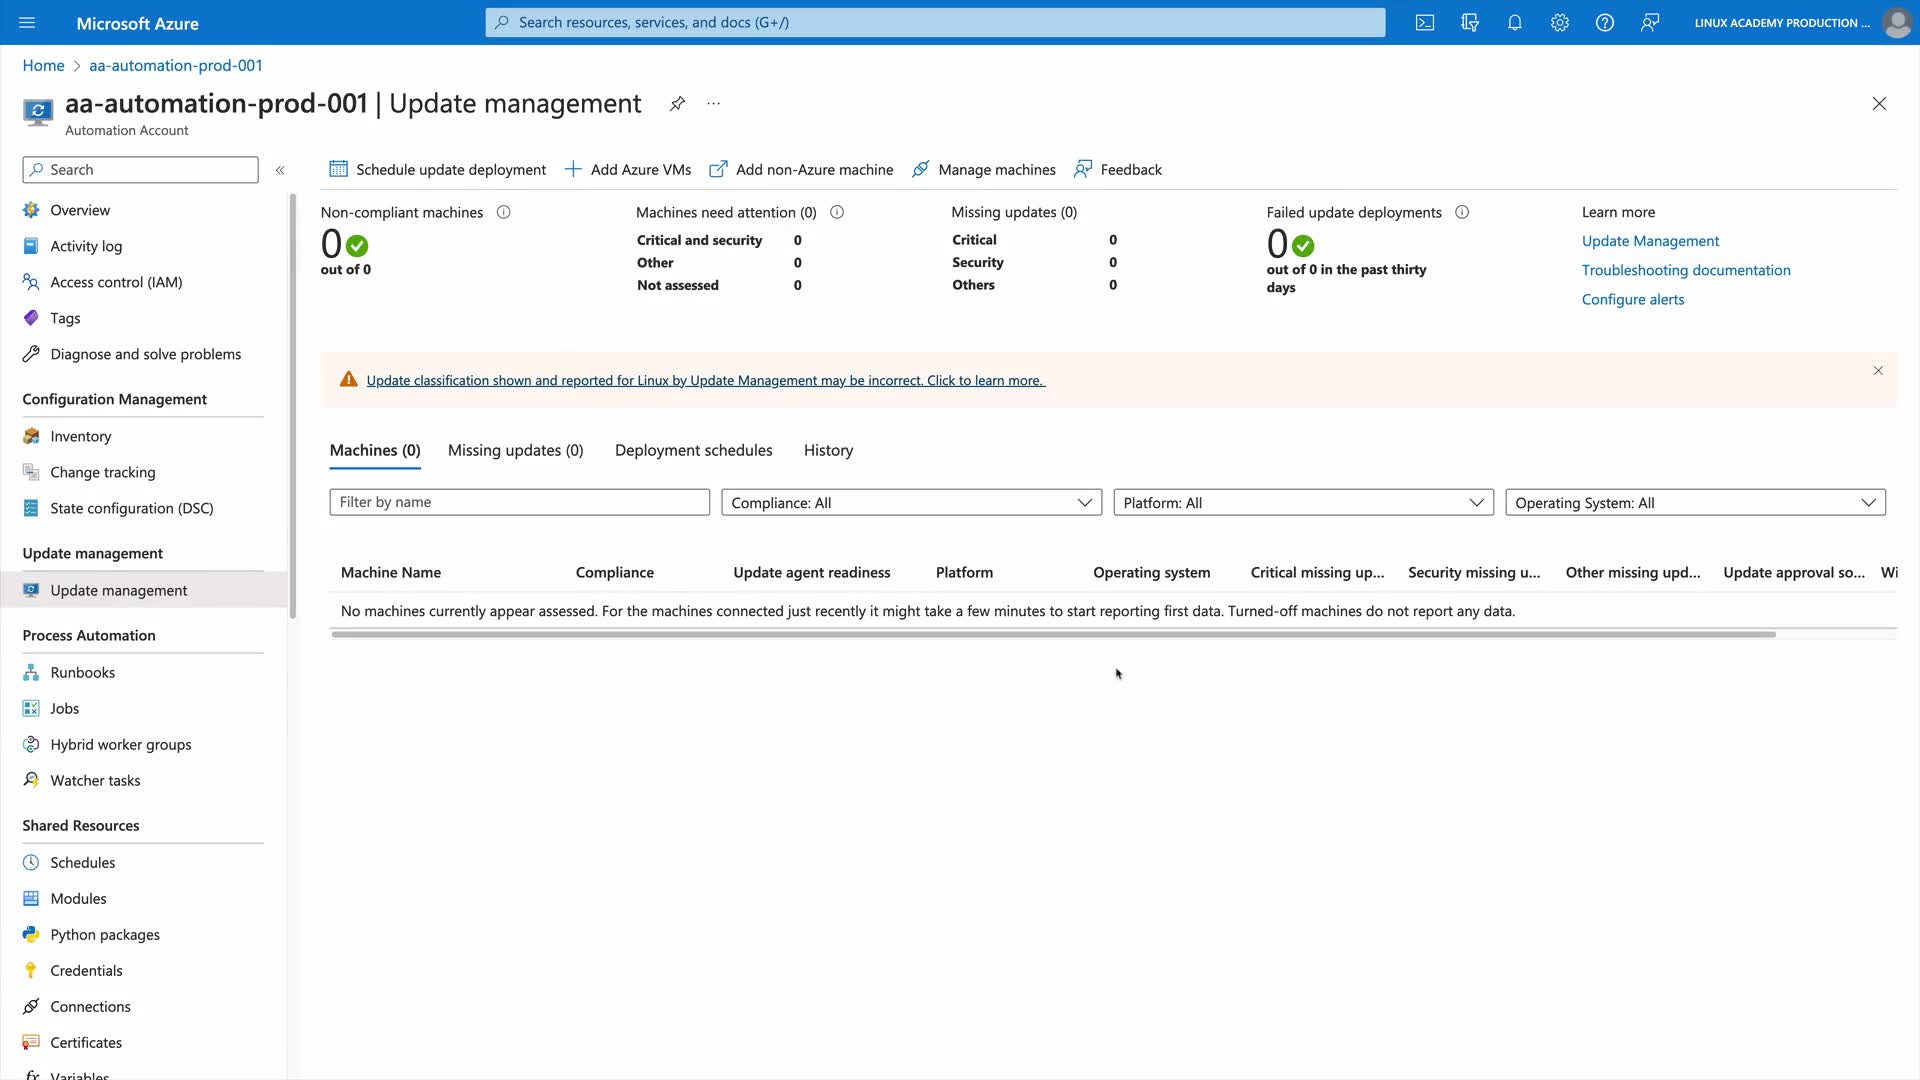 Microsoft Azure
Search resources, services, and docs (G+/)
LINUX ACADEMY PRODUCTION ...
Home > aa-automation-prod-001
aa-automation-prod-001 | Update management ...
Automation Account
Search
«
Overview
Activity log
Access control (IAM)
Tags
Diagnose and solve problems
Configuration Management
Inventory
Change tracking
State configuration (DSC)
Update management
Update management
Process Automation
Runbooks
Jobs
Hybrid worker groups
Watcher tasks
Shared Resources
Schedules
Modules
Python packages
Credentials
Connections
Certificates
Variables
Schedule update deployment
Add Azure VMs
Add non-Azure machine
Manage machines
Feedback
Non-compliant machines
0
out of 0
Machines need attention (0)
Critical and security 0
Other 0
Not assessed 0
Missing updates (0)
Critical 0
Security 0
Others 0
Failed update deployments
0
out of 0 in the past thirty
days
Learn more
Update Management
Troubleshooting documentation
Configure alerts
Update classification shown and reported for Linux by Update Management may be incorrect. Click to learn more.
Machines (0)
Missing updates (0)
Deployment schedules
History
Filter by name
Compliance: All
Platform: All
Operating System: All
Machine Name
Compliance
Update agent readiness
Platform
Operating system
Critical missing up...
Security missing u...
Other missing upd...
Update approval so...
Wi
No machines currently appear assessed. For the machines connected just recently it might take a few minutes to start reporting first data. Turned-off machines do not report any data.